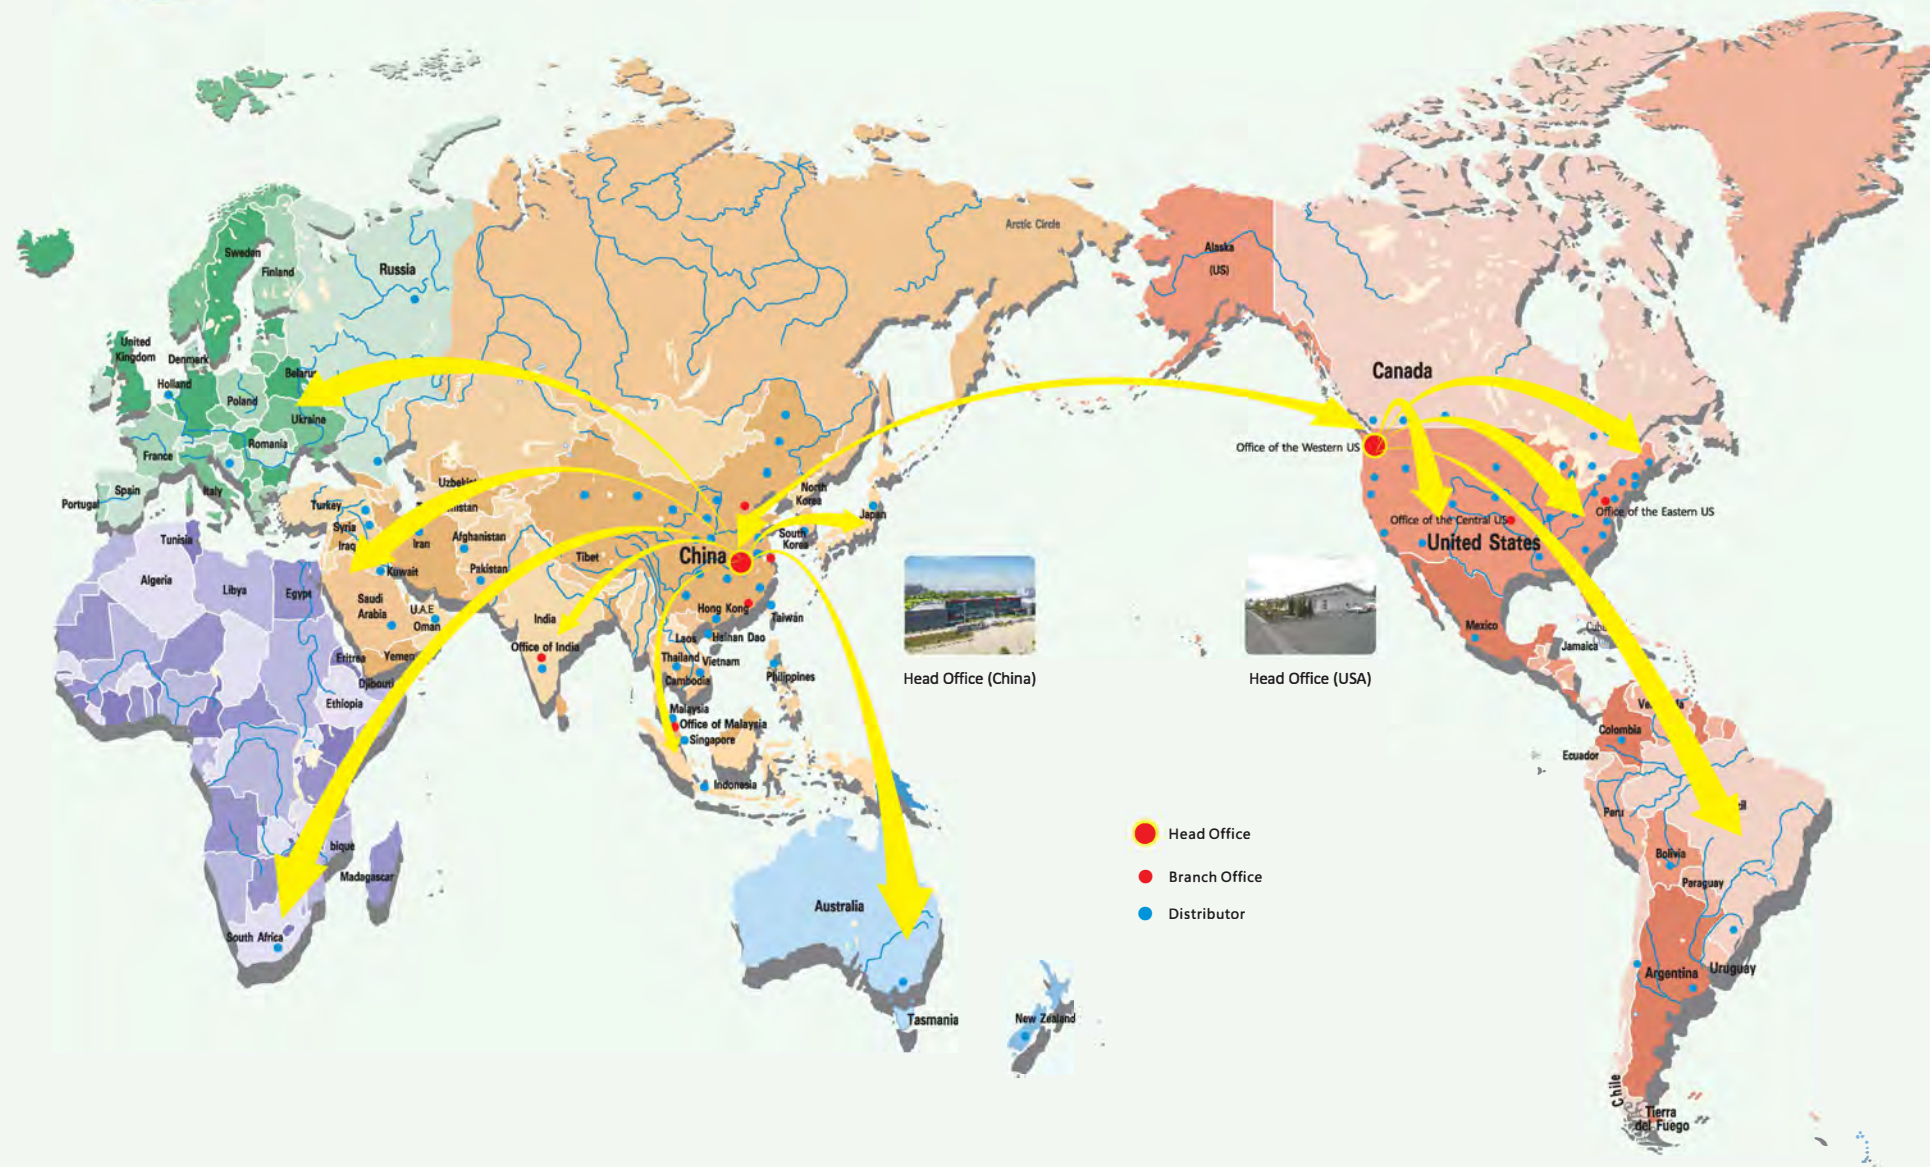 Arctic Circle
Alaska
(US)
Sweden
Finland
Russia
United
Kingdom
Denmark
Holland
Belarus
Poland
Ukraine
Romania
France
Spain
Portugal
Italy
Canada
Office of the Western US
Office of the Central US
Office of the Eastern US
United States
Turkey
Syria
Iraq
Iran
Afghanistan
Kuwait
Pakistan
Tibet
China
North
Korea
South
Korea
Japan
Tunisia
Algeria
Libya
Egypt
Saudi
Arabia
U.A.E
Oman
India
Office of India
Hong Kong
Taiwan
Laos
Hainan Dao
Thailand
Vietnam
Cambodia
Philippines
Eritrea
Yemen
Djibouti
Ethiopia
Malaysia
Office of Malaysia
Singapore
Indonesia
Head Office (China)
Head Office (USA)
Mexico
Jamaica
Colombia
Ecuador
Peru
Bolivia
Paraguay
Argentina
Uruguay
Chile
Tierra
del Fuego
bique
Madagascar
South Africa
Australia
Tasmania
New Zealand
Head Office
Branch Office
Distributor